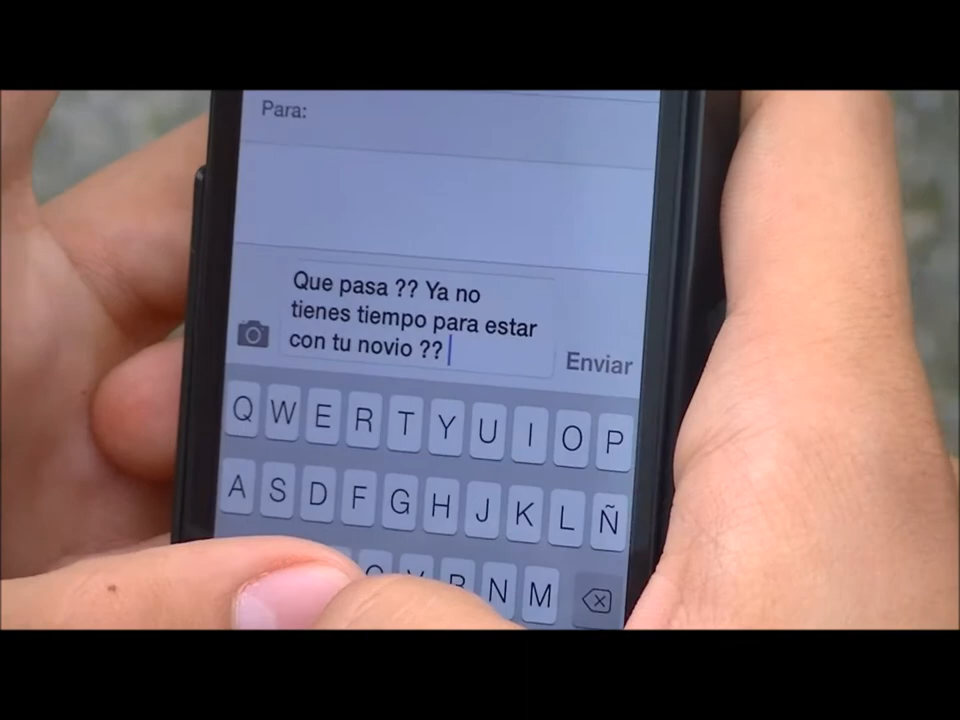 Para:
Que pasa ?? Ya no
tienes tiempo para estar
con tu novio ??
Enviar
Q W E R T Y U I O P
A S D F G H J K L Ñ
C V B N M